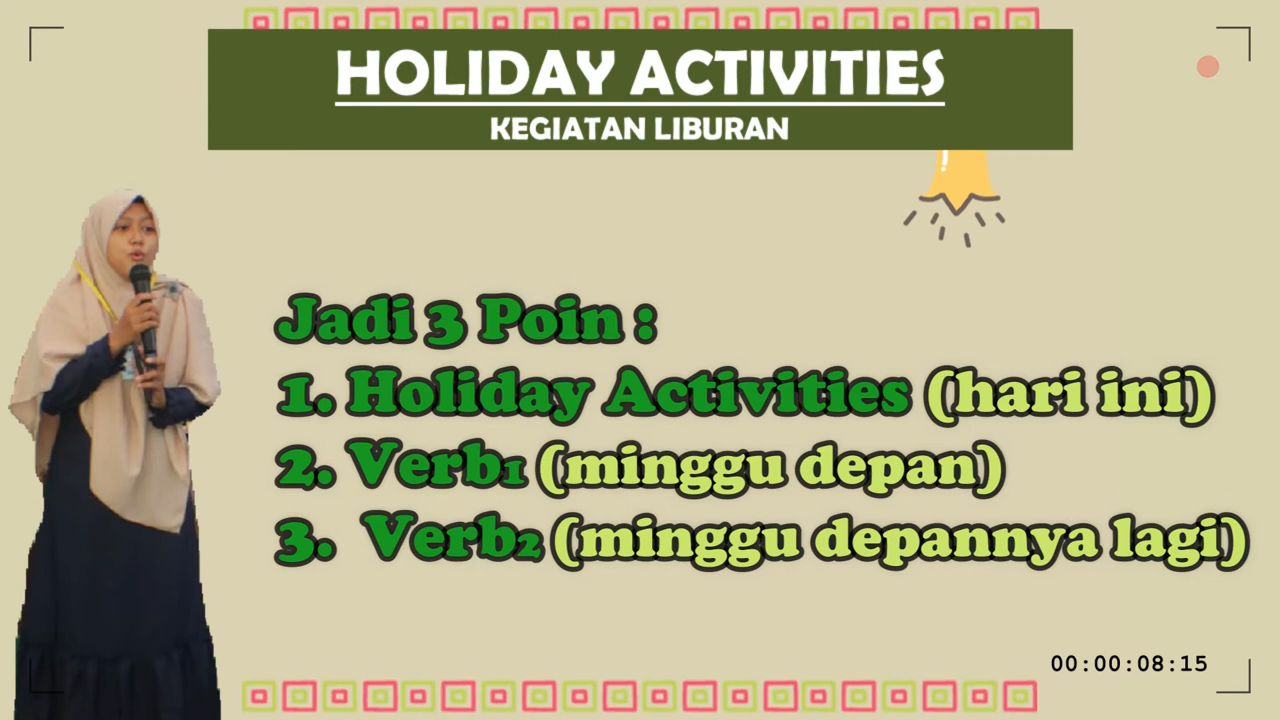 HOLIDAY ACTIVITIES
KEGIATAN LIBURAN
Jadi 3 Poin :
1. Holiday Activities (hari ini)
2. Verb1 (minggu depan)
3. Verb2 (minggu depannya lagi)
00:00:08:15